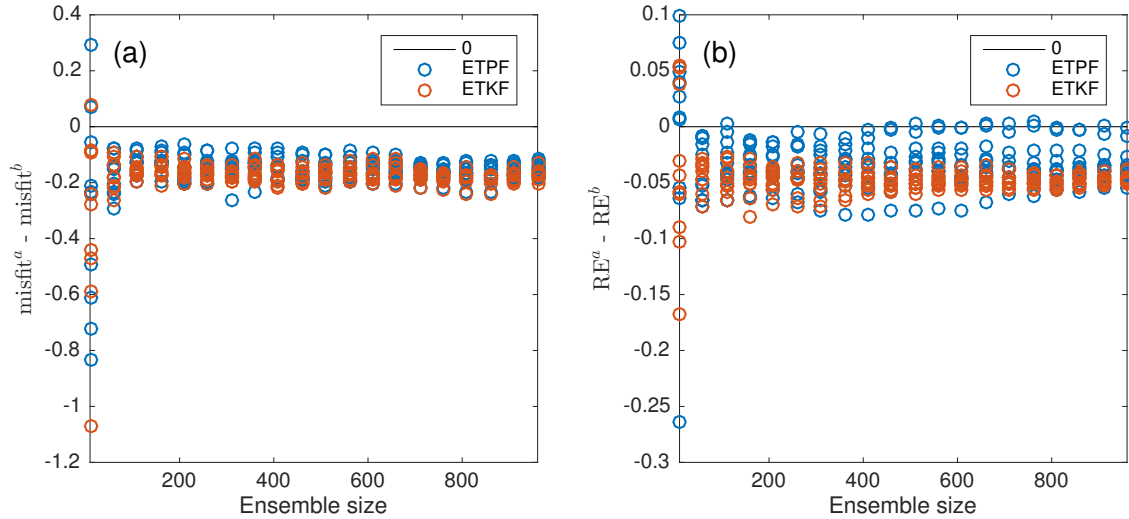 (a)
0
ETPF
ETKF
0.4
0.2
0
-0.2
-0.4
-0.6
-0.8
-1
-1.2
misfit^a - misfit^b
200
400
600
800
Ensemble size
(b)
0
ETPF
ETKF
0.1
0.05
0
-0.05
-0.1
-0.15
-0.2
-0.25
-0.3
RE^a - RE^b
200
400
600
800
Ensemble size